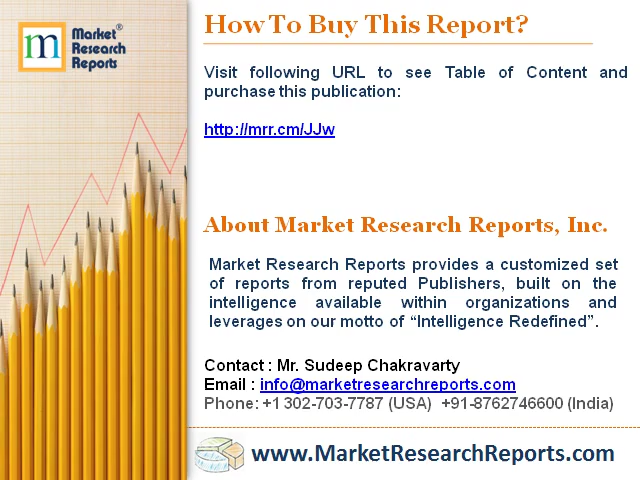 m
Market®
Research
Reports
How To Buy This Report?
Visit following URL to see Table of Content and
purchase this publication:
http://mrr.cm/JJw
About Market Research Reports, Inc.
Market Research Reports provides a customized set
of reports from reputed Publishers, built on the
intelligence available within organizations and
leverages on our motto of “Intelligence Redefined”.
Contact : Mr. Sudeep Chakravarty
Email : info@marketresearchreports.com
Phone: +1 302-703-7787 (USA) +91-8762746600 (India)
www.MarketResearchReports.com